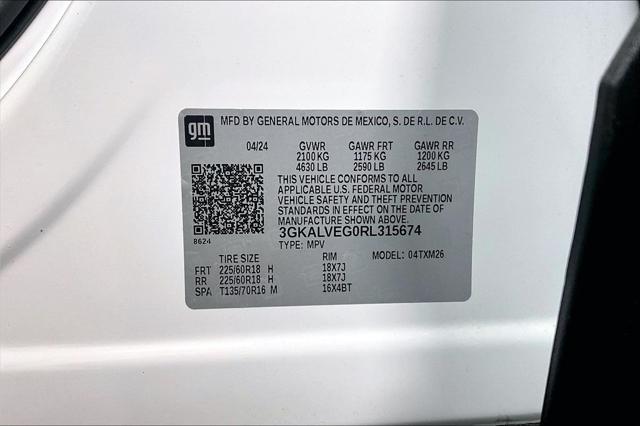 gm MFD BY GENERAL MOTORS DE MEXICO, S. DE R.L. DE C.V.
04/24 GVWR GAWR FRT GAWR RR
2100 KG 1175 KG 1200 KG
4630 LB 2590 LB 2645 LB
THIS VEHICLE CONFORMS TO ALL
APPLICABLE U.S. FEDERAL MOTOR
VEHICLE SAFETY AND THEFT PREVENTION
STANDARDS IN EFFECT ON THE DATE OF
MANUFACTURE SHOWN ABOVE.
3GKALVEG0RL315674
8624 TYPE: MPV
TIRE SIZE RIM MODEL: 04TXM26
FRT 225/60R18 H 18X7J
RR 225/60R18 H 18X7J
SPA T135/70R16 M 16X4BT